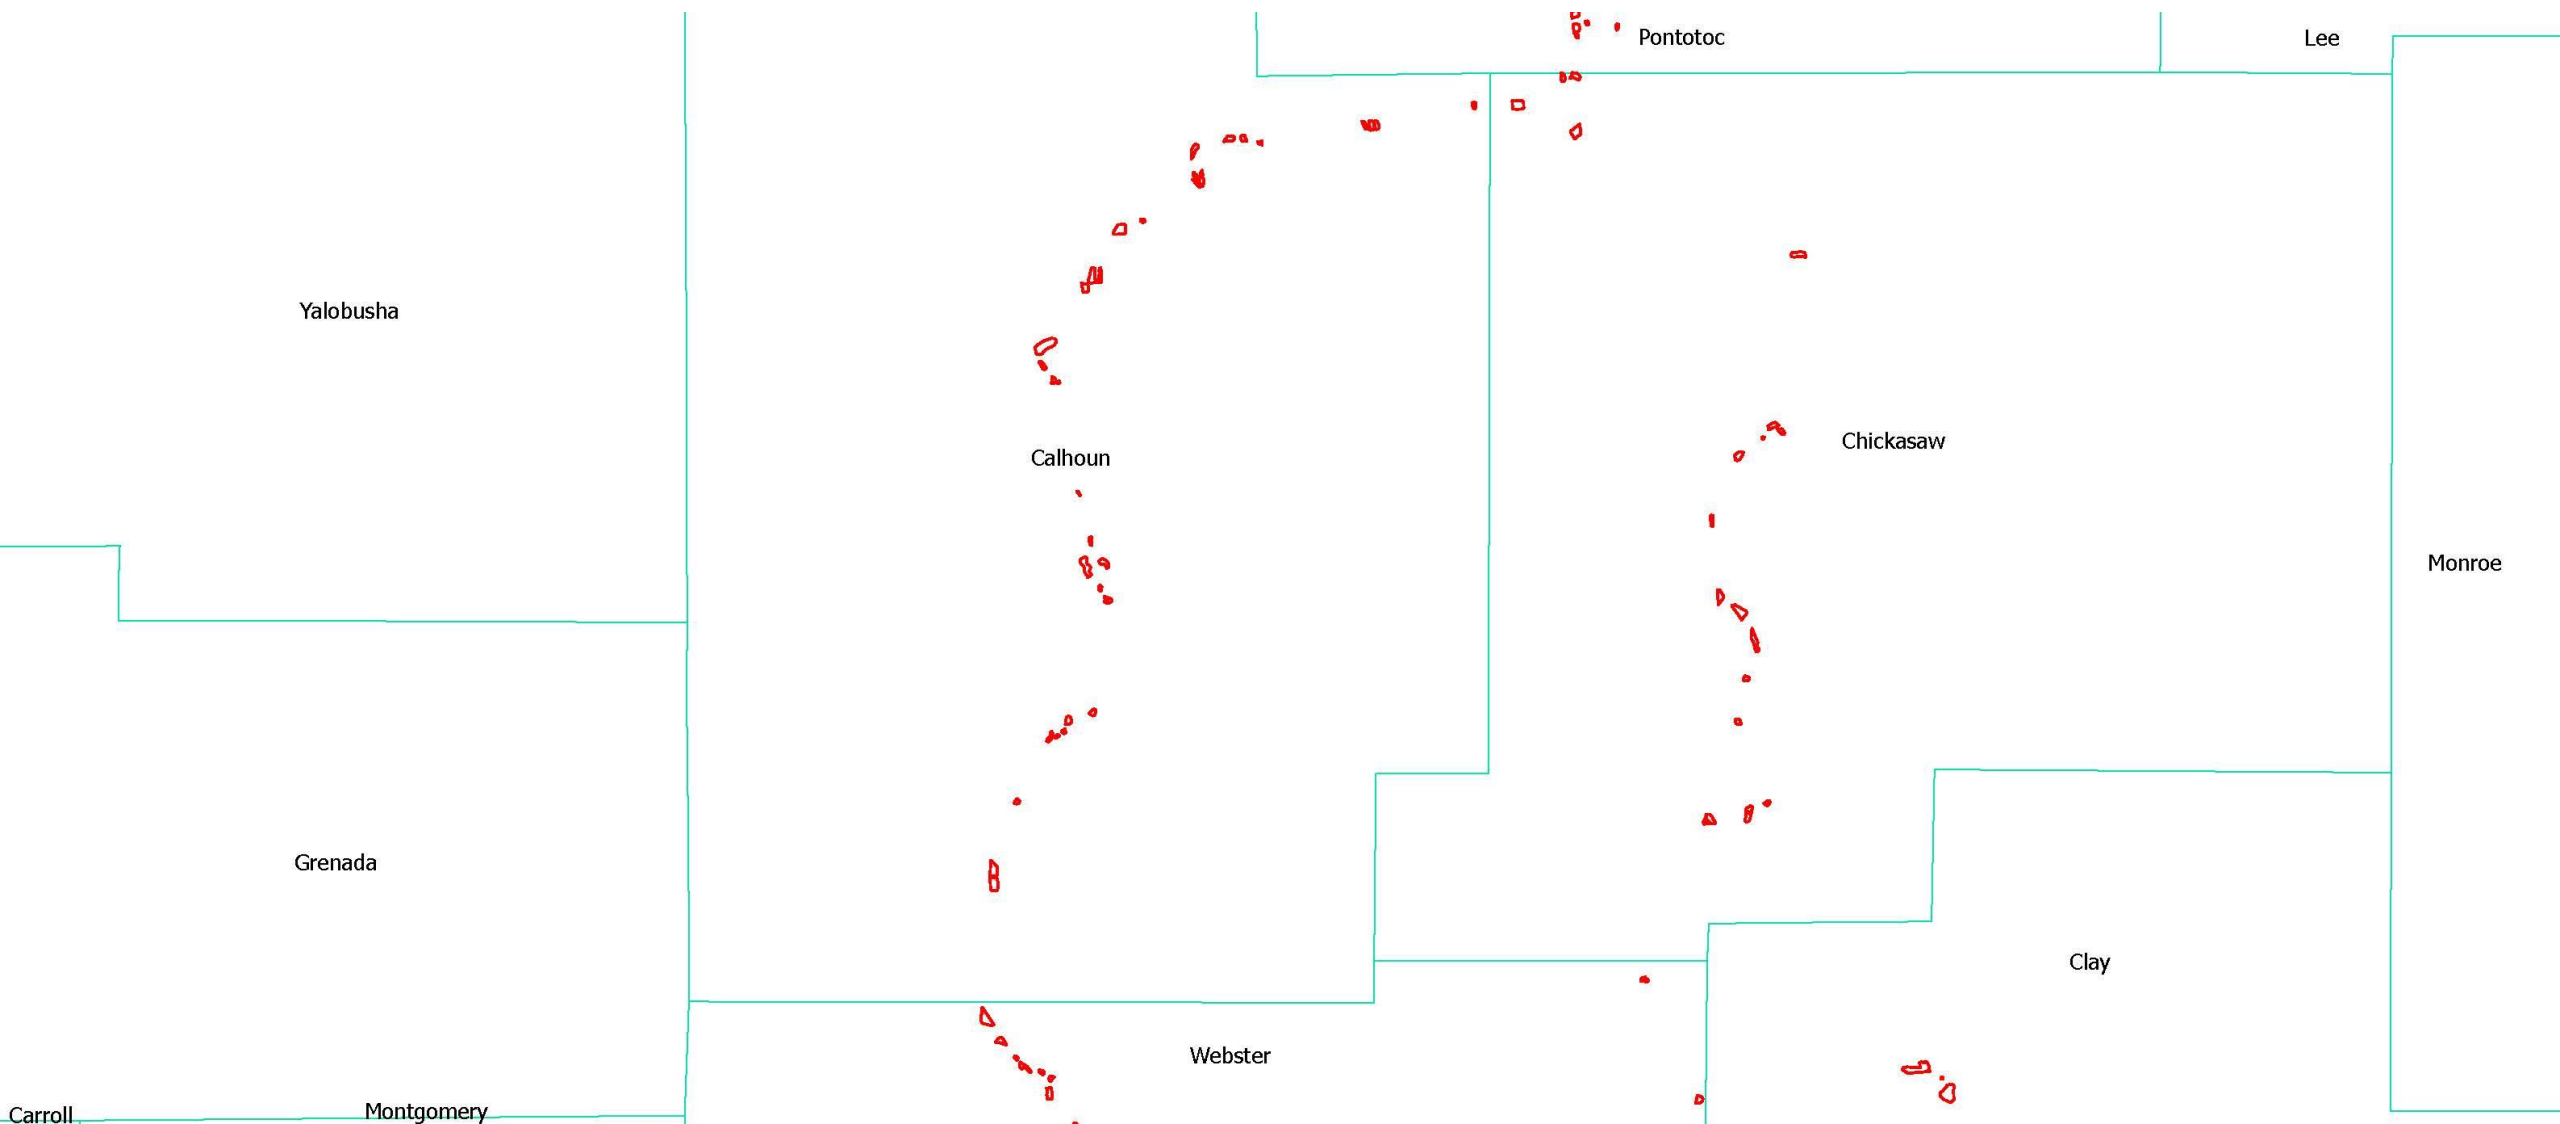 Pontotoc
Lee
Yalobusha
Chickasaw
Calhoun
Monroe
Grenada
Clay
Webster
Montgomery
Carroll